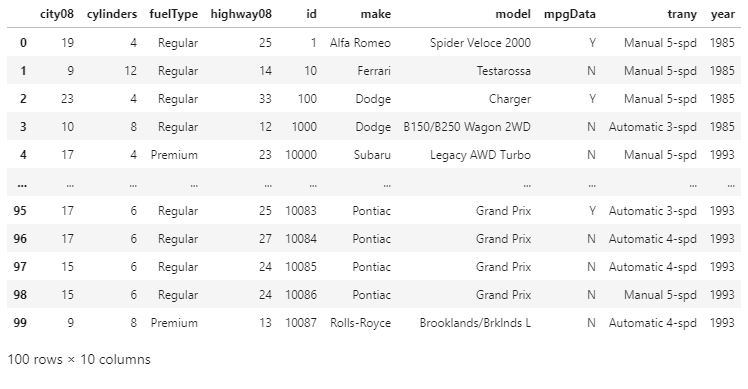 city08 cylinders fuelType highway08 id make model mpgData trany year
0 19 4 Regular 25 1 Alfa Romeo Spider Veloce 2000 Y Manual 5-spd 1985
1 9 12 Regular 14 10 Ferrari Testarossa N Manual 5-spd 1985
2 23 4 Regular 33 100 Dodge Charger Y Manual 5-spd 1985
3 10 8 Regular 12 1000 Dodge B150/B250 Wagon 2WD N Automatic 3-spd 1985
4 17 4 Premium 23 10000 Subaru Legacy AWD Turbo N Manual 5-spd 1993
... ... ... ... ... ... ... ... ... ... ...
95 17 6 Regular 25 10083 Pontiac Grand Prix Y Automatic 3-spd 1993
96 17 6 Regular 27 10084 Pontiac Grand Prix N Automatic 4-spd 1993
97 15 6 Regular 24 10085 Pontiac Grand Prix N Automatic 4-spd 1993
98 15 6 Regular 24 10086 Pontiac Grand Prix N Manual 5-spd 1993
99 9 8 Premium 13 10087 Rolls-Royce Brooklands/Brklnds L N Automatic 4-spd 1993
100 rows × 10 columns